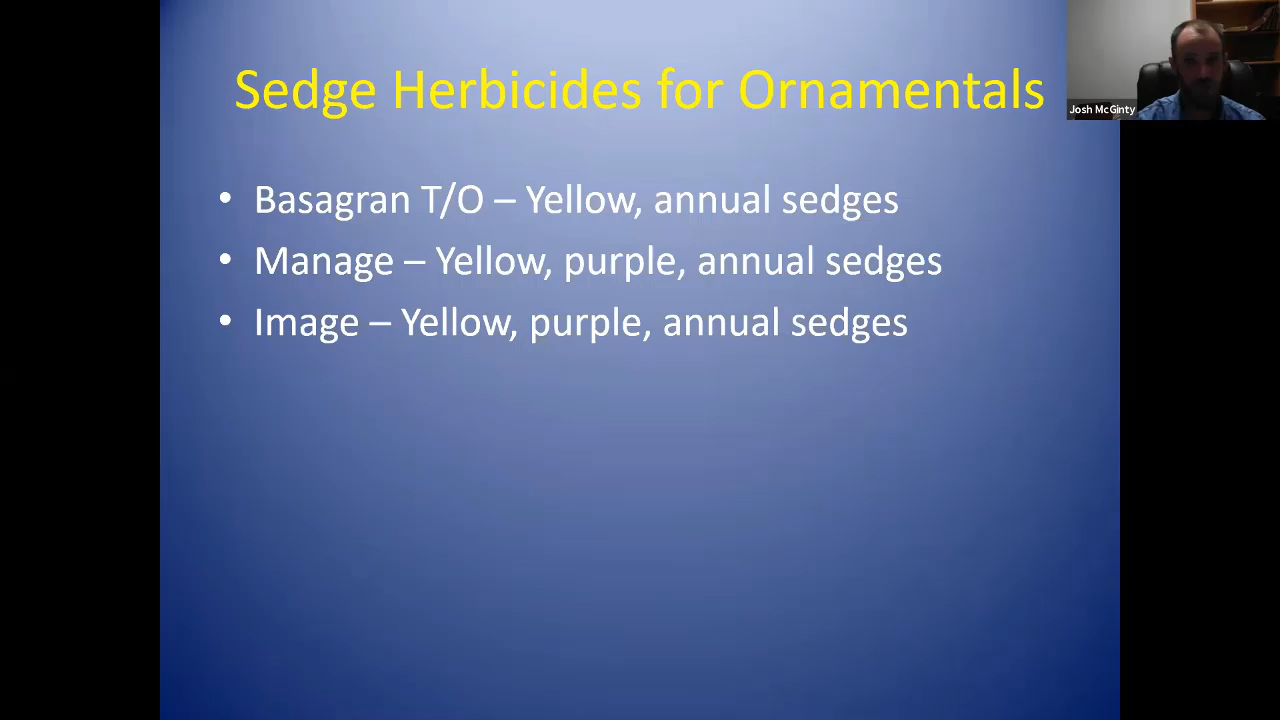 Sedge Herbicides for Ornamentals
Josh McGinty
• Basagran T/O – Yellow, annual sedges
• Manage – Yellow, purple, annual sedges
• Image – Yellow, purple, annual sedges